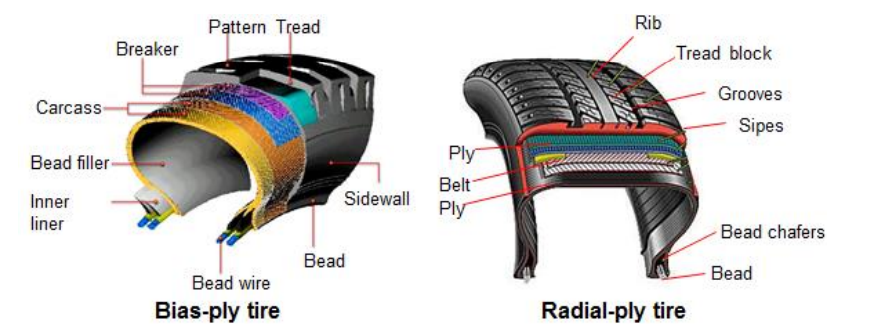 Pattern
Tread
Breaker
Carcass
Bead filler
Inner
liner
Sidewall
Bead
Bead wire
Bias-ply tire
Rib
Tread block
Grooves
Sipes
Ply
Belt
Ply
Bead chafers
Bead
Radial-ply tire